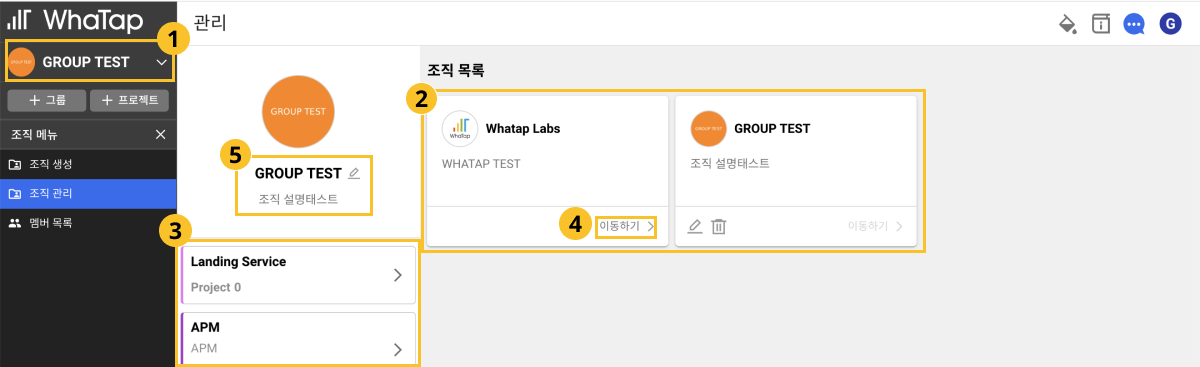 WhaTap
1
GROUP TEST
GROUP TEST
+ 그룹
+ 프로젝트
조직 메뉴
조직 생성
조직 관리
멤버 목록
관리
G
GROUP TEST
5
GROUP TEST
조직 설명태스트
3
Landing Service
Project 0
APM
APM
조직 목록
2
WhaTap
Whatap Labs
WHATAP TEST
4
이동하기
GROUP TEST
GROUP TEST
조직 설명태스트
이동하기